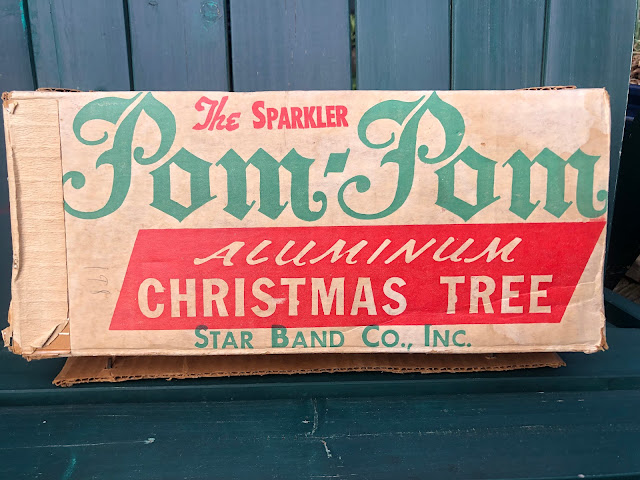 The SPARKLER
Pom-Pom
ALUMINUM
CHRISTMAS TREE
STAR BAND CO., INC.